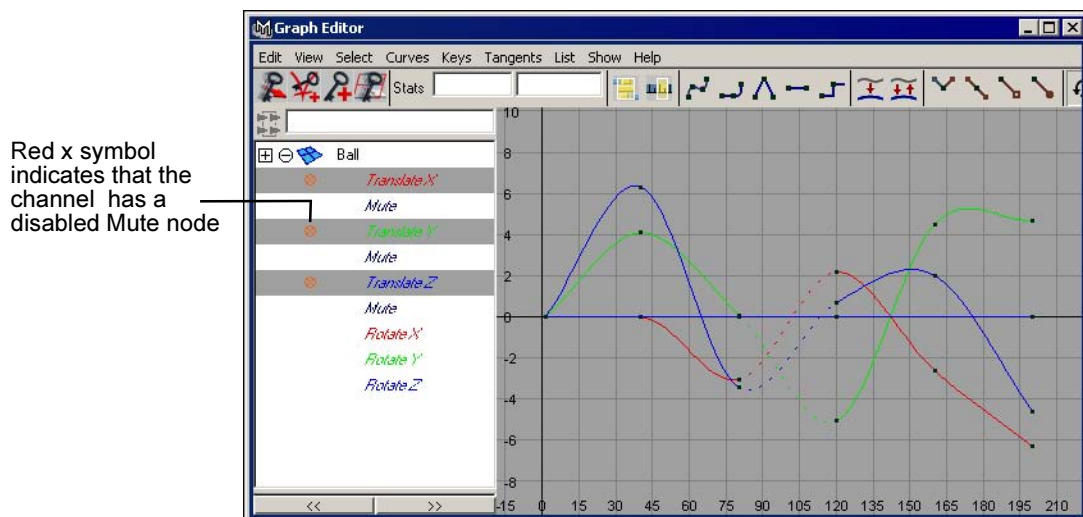 Graph Editor
Edit View Select Curves Keys Tangents List Show Help
Stats
Red x symbol
indicates that the
channel has a
disabled Mute node
Ball
Translate X
Mute
Translate Y
Mute
Translate Z
Mute
Rotate X
Rotate Y
Rotate Z
<< >>
10
8
6
4
2
0
-2
-4
-6
-8
-15 0 15 30 45 60 75 90 105 120 135 150 165 180 195 210